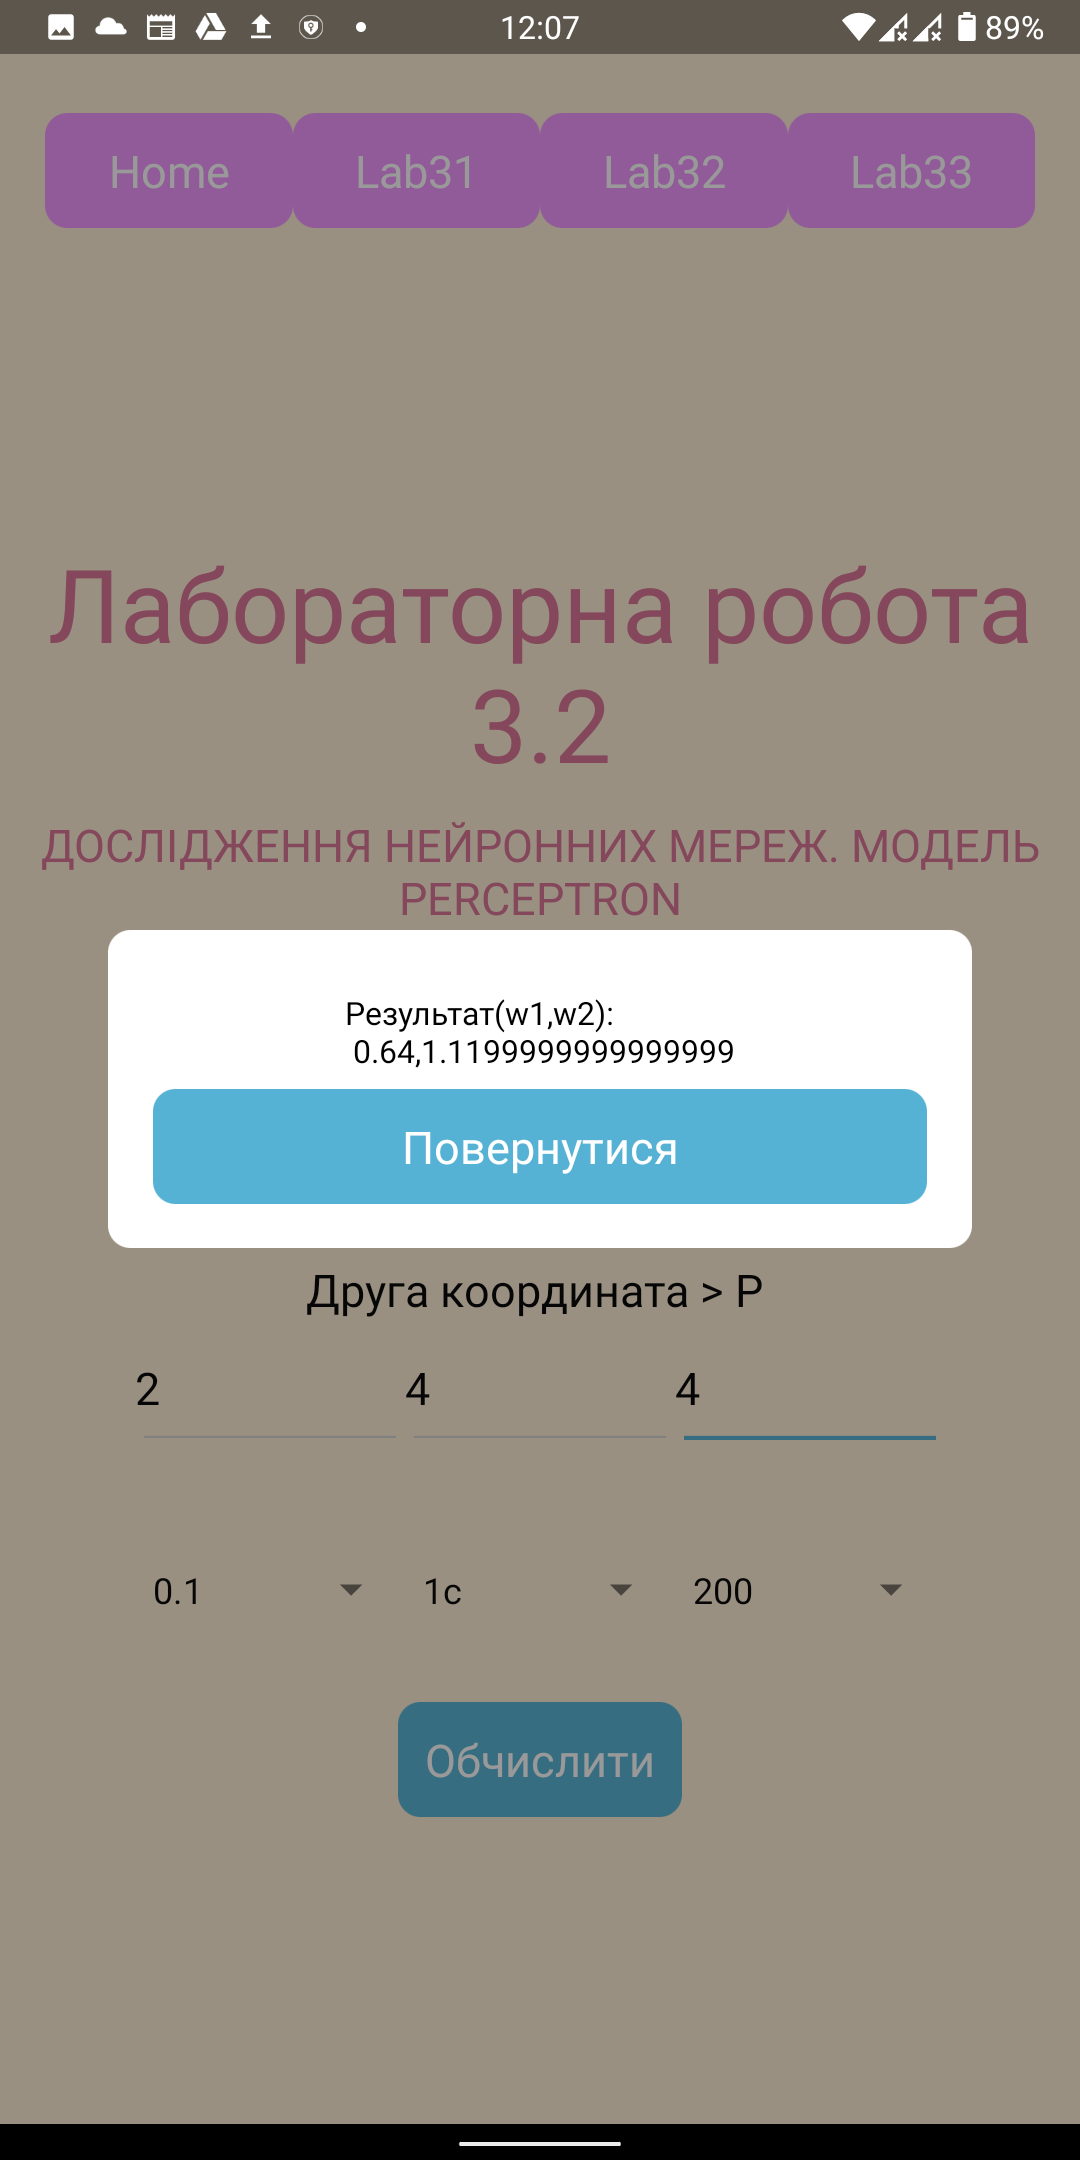 12:07
89%
Home Lab31 Lab32 Lab33
Лабораторна робота
3.2
ДОСЛІДЖЕННЯ НЕЙРОННИХ МЕРЕЖ. МОДЕЛЬ
PERCEPTRON
Результат(w1,w2):
0.64,1.1199999999999999
Повернутися
Друга координата > P
2 4 4
0.1 1с 200
Обчислити